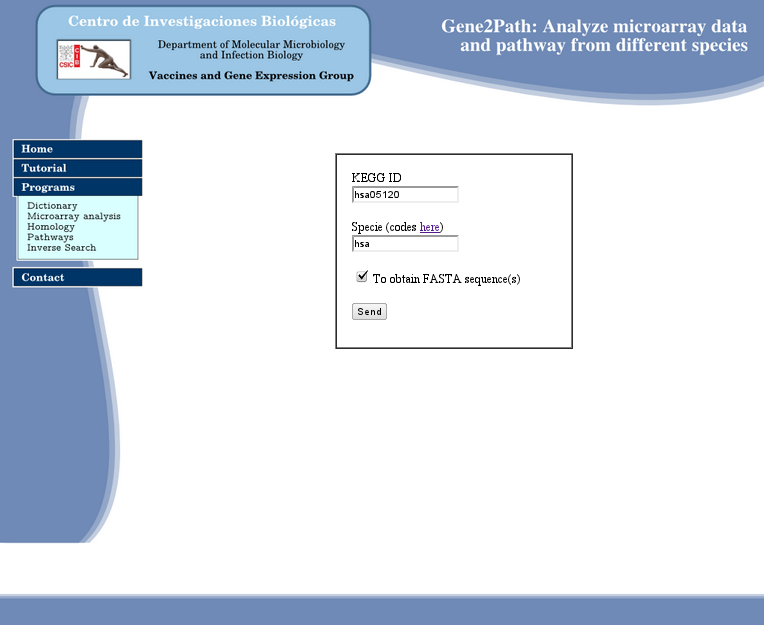 Centro de Investigaciones Biológicas
CSIC
CIB
Department of Molecular Microbiology
and Infection Biology
Vaccines and Gene Expression Group
Gene2Path: Analyze microarray data
and pathway from different species
Home
Tutorial
Programs
Dictionary
Microarray analysis
Homology
Pathways
Inverse Search
Contact
KEGG ID
hsa05120
Specie (codes here)
hsa
To obtain FASTA sequence(s)
Send